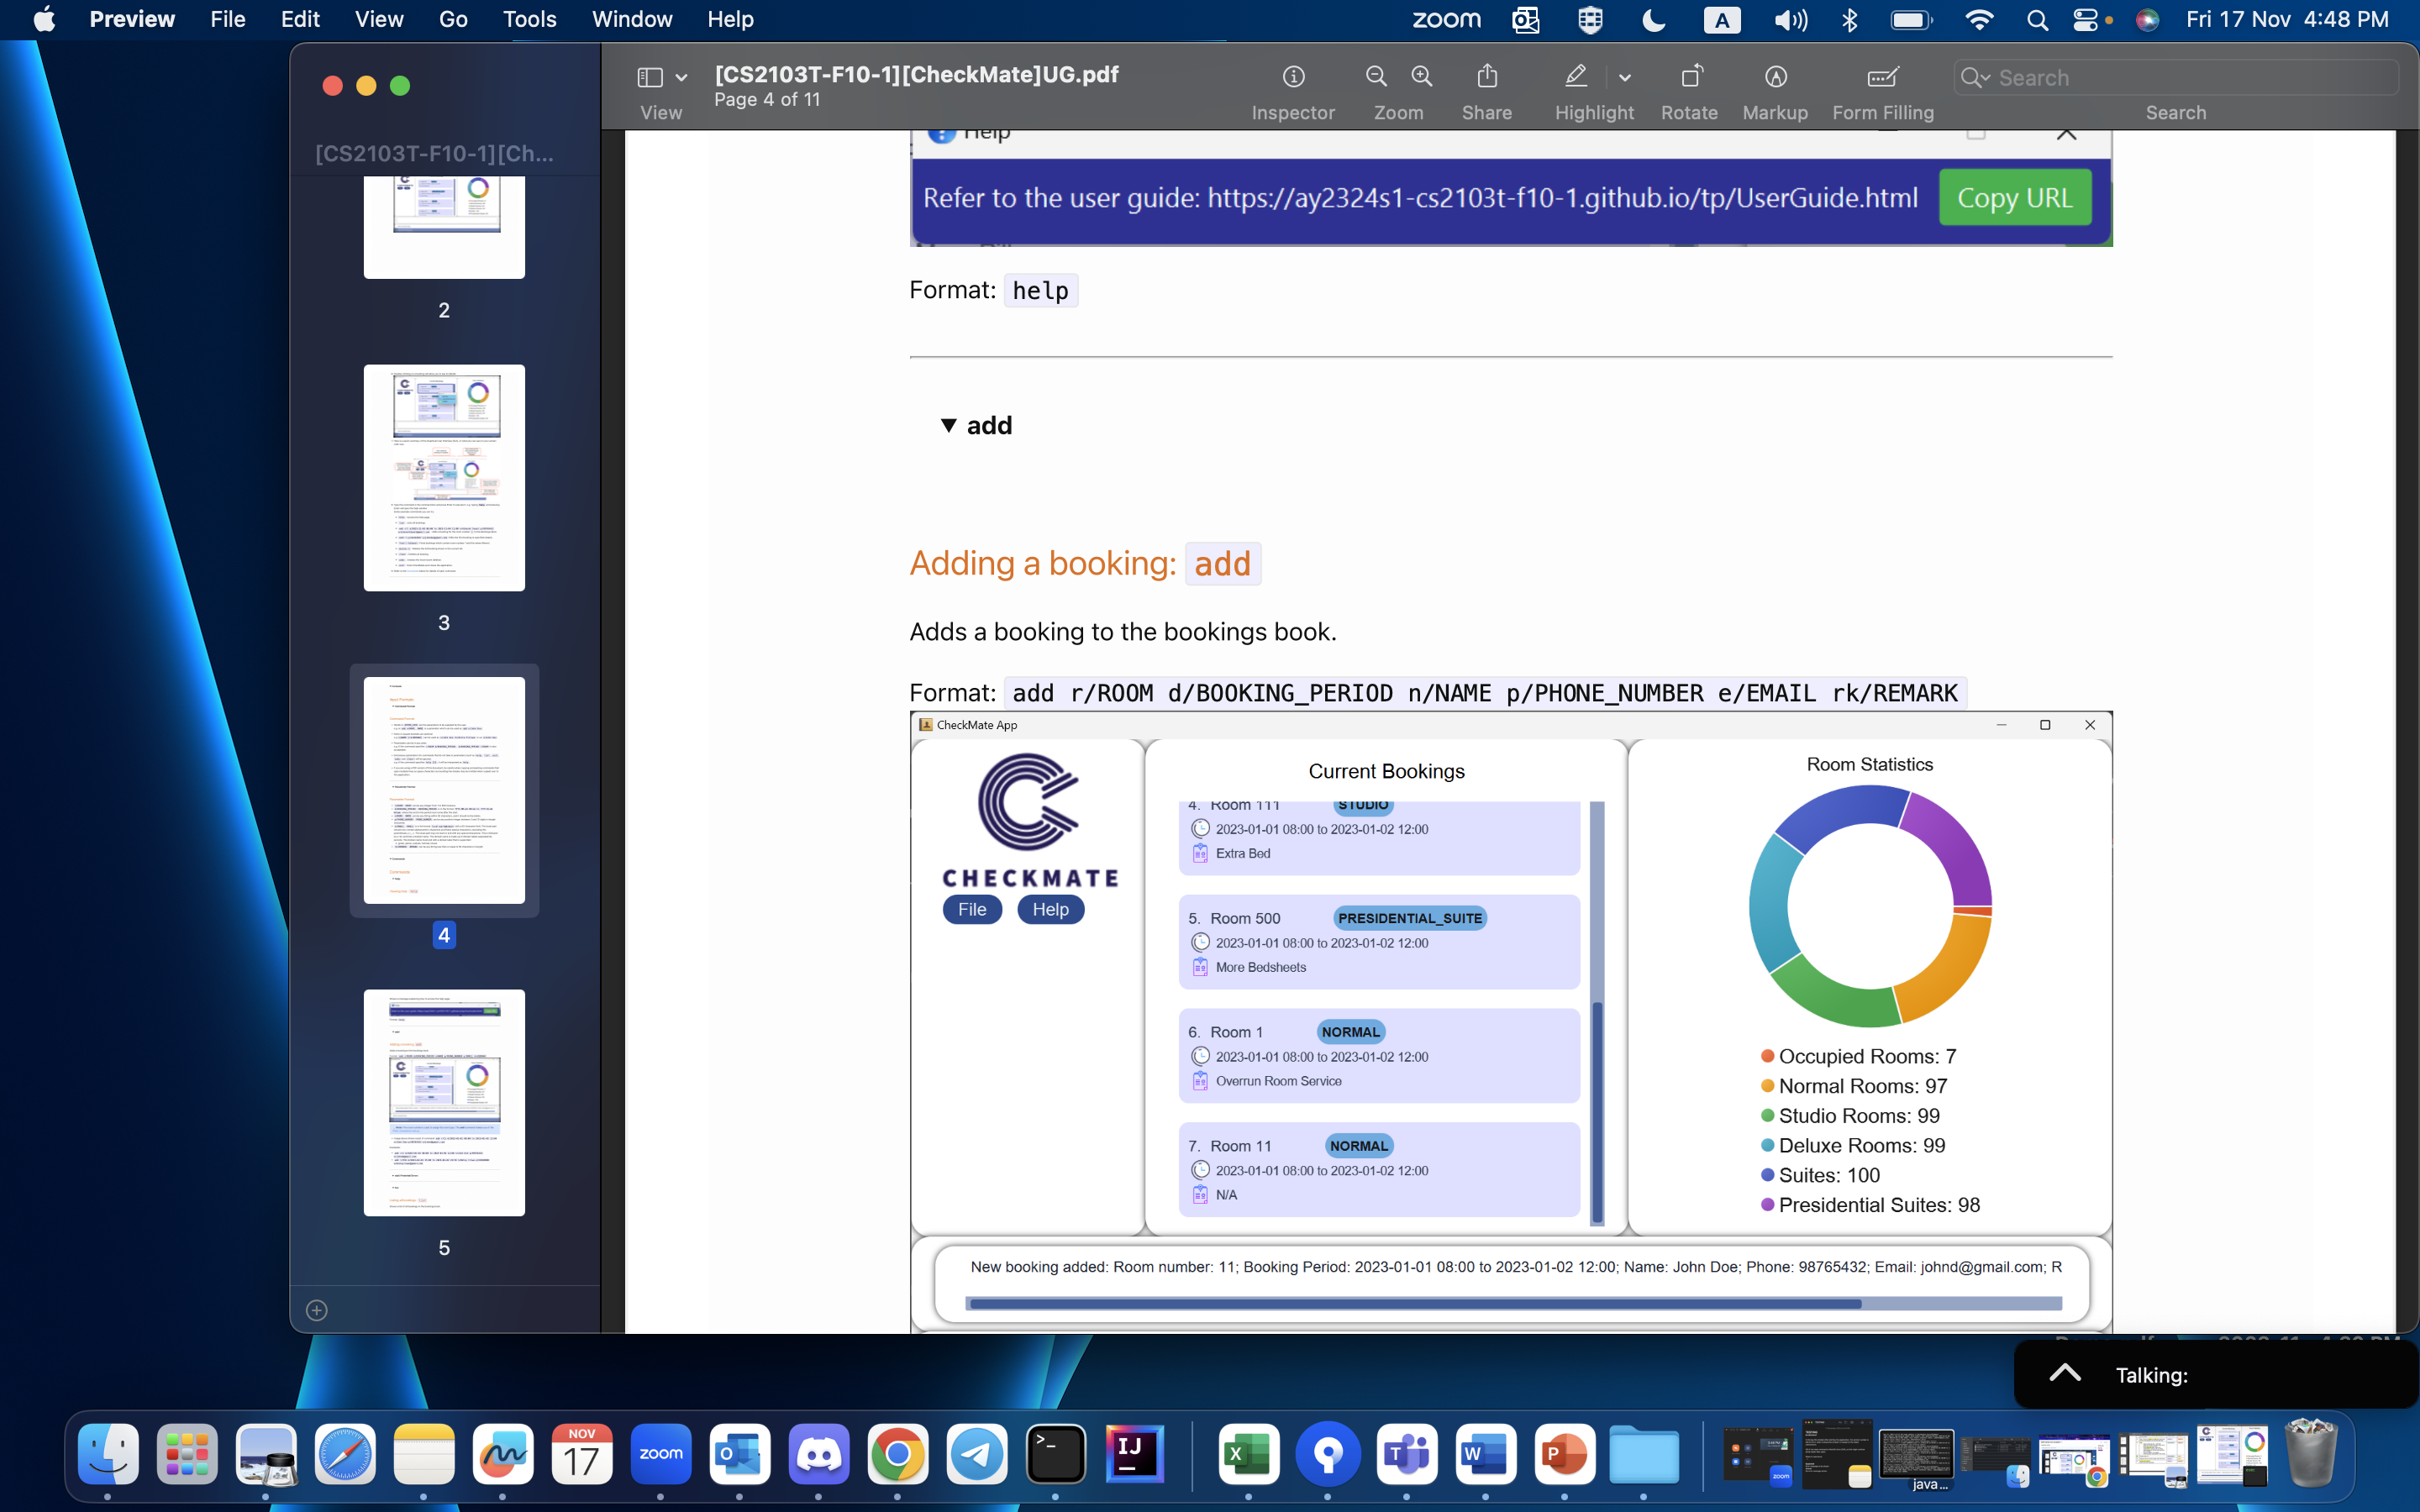 Preview File Edit View Go Tools Window Help
zoom A Fri 17 Nov 4:48 PM
[CS2103T-F10-1][CheckMate]UG.pdf
Page 4 of 11
View
Inspector
Zoom
Share
Highlight
Rotate
Markup
Form Filling
Search
Search
[CS2103T-F10-1][Ch...
2
3
4
5
Help
Refer to the user guide: https://ay2324s1-cs2103t-f10-1.github.io/tp/UserGuide.html
Copy URL
Format: help
▼ add
Adding a booking: add
Adds a booking to the bookings book.
Format: add r/ROOM d/BOOKING_PERIOD n/NAME p/PHONE_NUMBER e/EMAIL rk/REMARK
CheckMate App
CHECKMATE
File Help
Current Bookings
4. Room 111 STUDIO
2023-01-01 08:00 to 2023-01-02 12:00
Extra Bed
5. Room 500 PRESIDENTIAL_SUITE
2023-01-01 08:00 to 2023-01-02 12:00
More Bedsheets
6. Room 1 NORMAL
2023-01-01 08:00 to 2023-01-02 12:00
Overrun Room Service
7. Room 11 NORMAL
2023-01-01 08:00 to 2023-01-02 12:00
N/A
Room Statistics
Occupied Rooms: 7
Normal Rooms: 97
Studio Rooms: 99
Deluxe Rooms: 99
Suites: 100
Presidential Suites: 98
New booking added: Room number: 11; Booking Period: 2023-01-01 08:00 to 2023-01-02 12:00; Name: John Doe; Phone: 98765432; Email: johnd@gmail.com; R
Talking:
NOV
17
zoom
IJ
X
T
W
P
java...
zoom